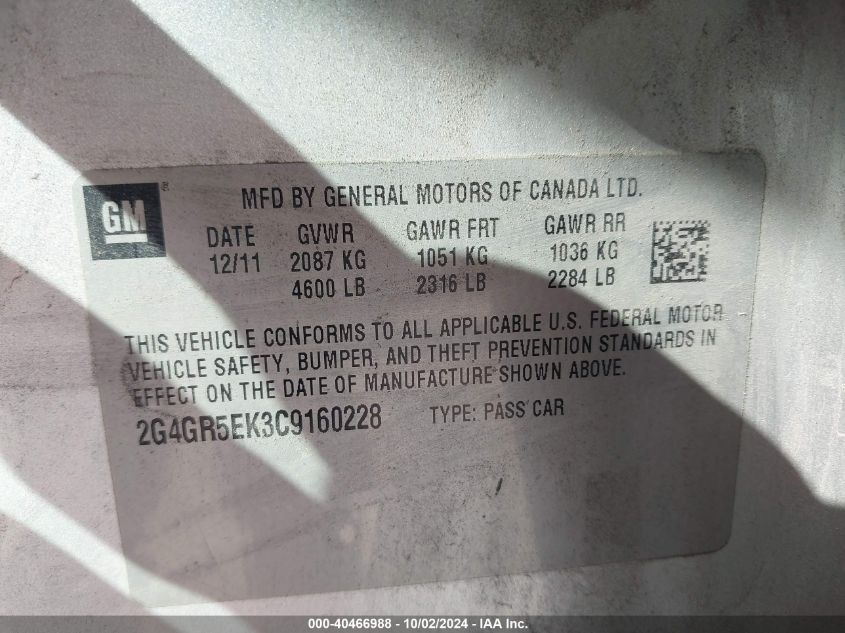 GM
®
MFD BY GENERAL MOTORS OF CANADA LTD.
DATE GVWR GAWR FRT GAWR RR
12/11 2087 KG 1051 KG 1036 KG
4600 LB 2316 LB 2284 LB
THIS VEHICLE CONFORMS TO ALL APPLICABLE U.S. FEDERAL MOTOR
VEHICLE SAFETY, BUMPER, AND THEFT PREVENTION STANDARDS IN
EFFECT ON THE DATE OF MANUFACTURE SHOWN ABOVE.
2G4GR5EK3C9160228 TYPE: PASS CAR
000-40466988 - 10/02/2024 - IAA, Inc.